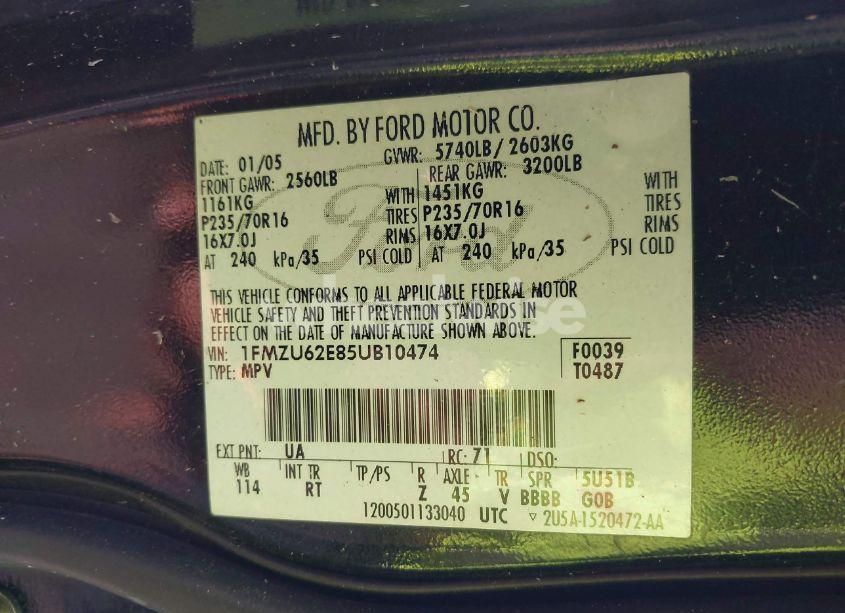 MFD. BY FORD MOTOR CO.
DATE: 01/05 GVWR: 5740LB/ 2603KG
FRONT GAWR: 2560LB REAR GAWR: 3200LB
1161KG WITH 1451KG WITH
P235/70R16 TIRES P235/70R16 TIRES
16X7.0J RIMS 16X7.0J RIMS
AT 240 kPa/35 PSI COLD AT 240 kPa/35 PSI COLD
Ford
THIS VEHICLE CONFORMS TO ALL APPLICABLE FEDERAL MOTOR
VEHICLE SAFETY AND THEFT PREVENTION STANDARDS IN
EFFECT ON THE DATE OF MANUFACTURE SHOWN ABOVE.
VIN: 1FMZU62E85UB10474 F0039
TYPE: MPV T0487
EXT PNT: UA RC: 71 DSO:
WB INT TR TP/PS R AXLE TR SPR 5U51B
114 RT Z 45 V BBBB GOB
1200501133040 UTC ▽ 2U5A-1520472-AA